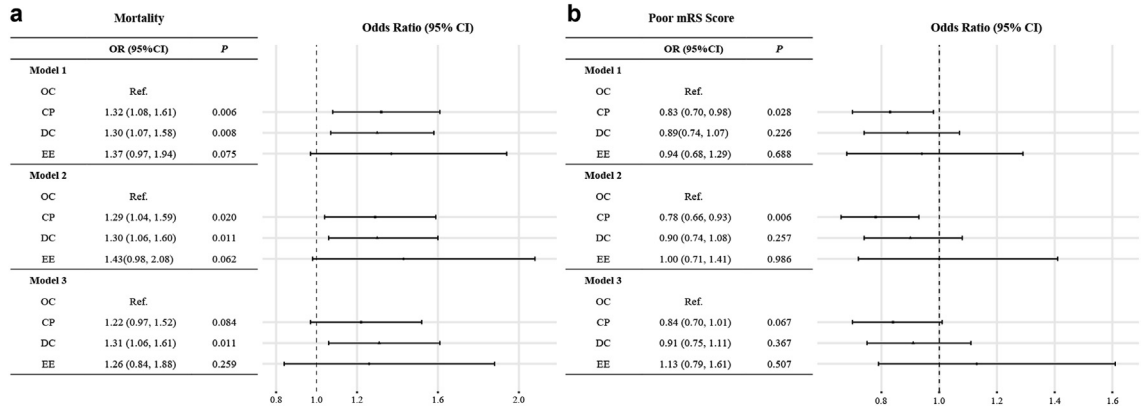 a
Mortality
Odds Ratio (95% CI)
OR (95%CI) P
Model 1
OC Ref.
CP 1.32 (1.08, 1.61) 0.006
DC 1.30 (1.07, 1.58) 0.008
EE 1.37 (0.97, 1.94) 0.075
Model 2
OC Ref.
CP 1.29 (1.04, 1.59) 0.020
DC 1.30 (1.06, 1.60) 0.011
EE 1.43(0.98, 2.08) 0.062
Model 3
OC Ref.
CP 1.22 (0.97, 1.52) 0.084
DC 1.31 (1.06, 1.61) 0.011
EE 1.26 (0.84, 1.88) 0.259
0.8 1.0 1.2 1.6 2.0
b
Poor mRS Score
Odds Ratio (95% CI)
OR (95%CI) P
Model 1
OC Ref.
CP 0.83 (0.70, 0.98) 0.028
DC 0.89(0.74, 1.07) 0.226
EE 0.94 (0.68, 1.29) 0.688
Model 2
OC Ref.
CP 0.78 (0.66, 0.93) 0.006
DC 0.90 (0.74, 1.08) 0.257
EE 1.00 (0.71, 1.41) 0.986
Model 3
OC Ref.
CP 0.84 (0.70, 1.01) 0.067
DC 0.91 (0.75, 1.11) 0.367
EE 1.13 (0.79, 1.61) 0.507
0.8 1.0 1.2 1.4 1.6